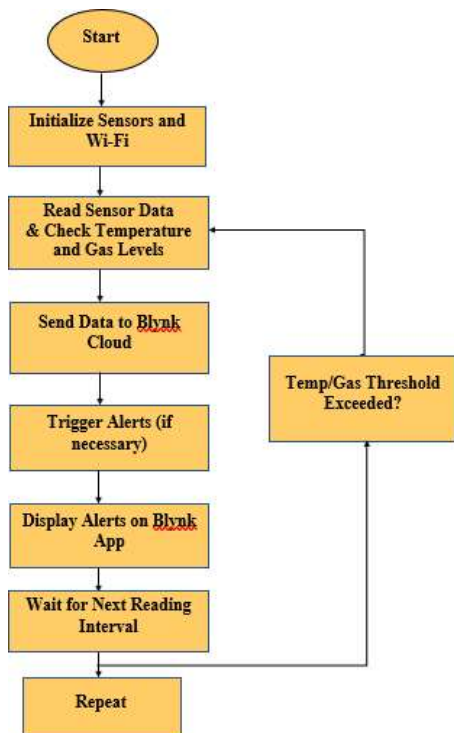 Start
Initialize Sensors and
Wi-Fi
Read Sensor Data
& Check Temperature
and Gas Levels
Send Data to Blynk
Cloud
Temp/Gas Threshold
Exceeded?
Trigger Alerts (if
necessary)
Display Alerts on Blynk
App
Wait for Next Reading
Interval
Repeat